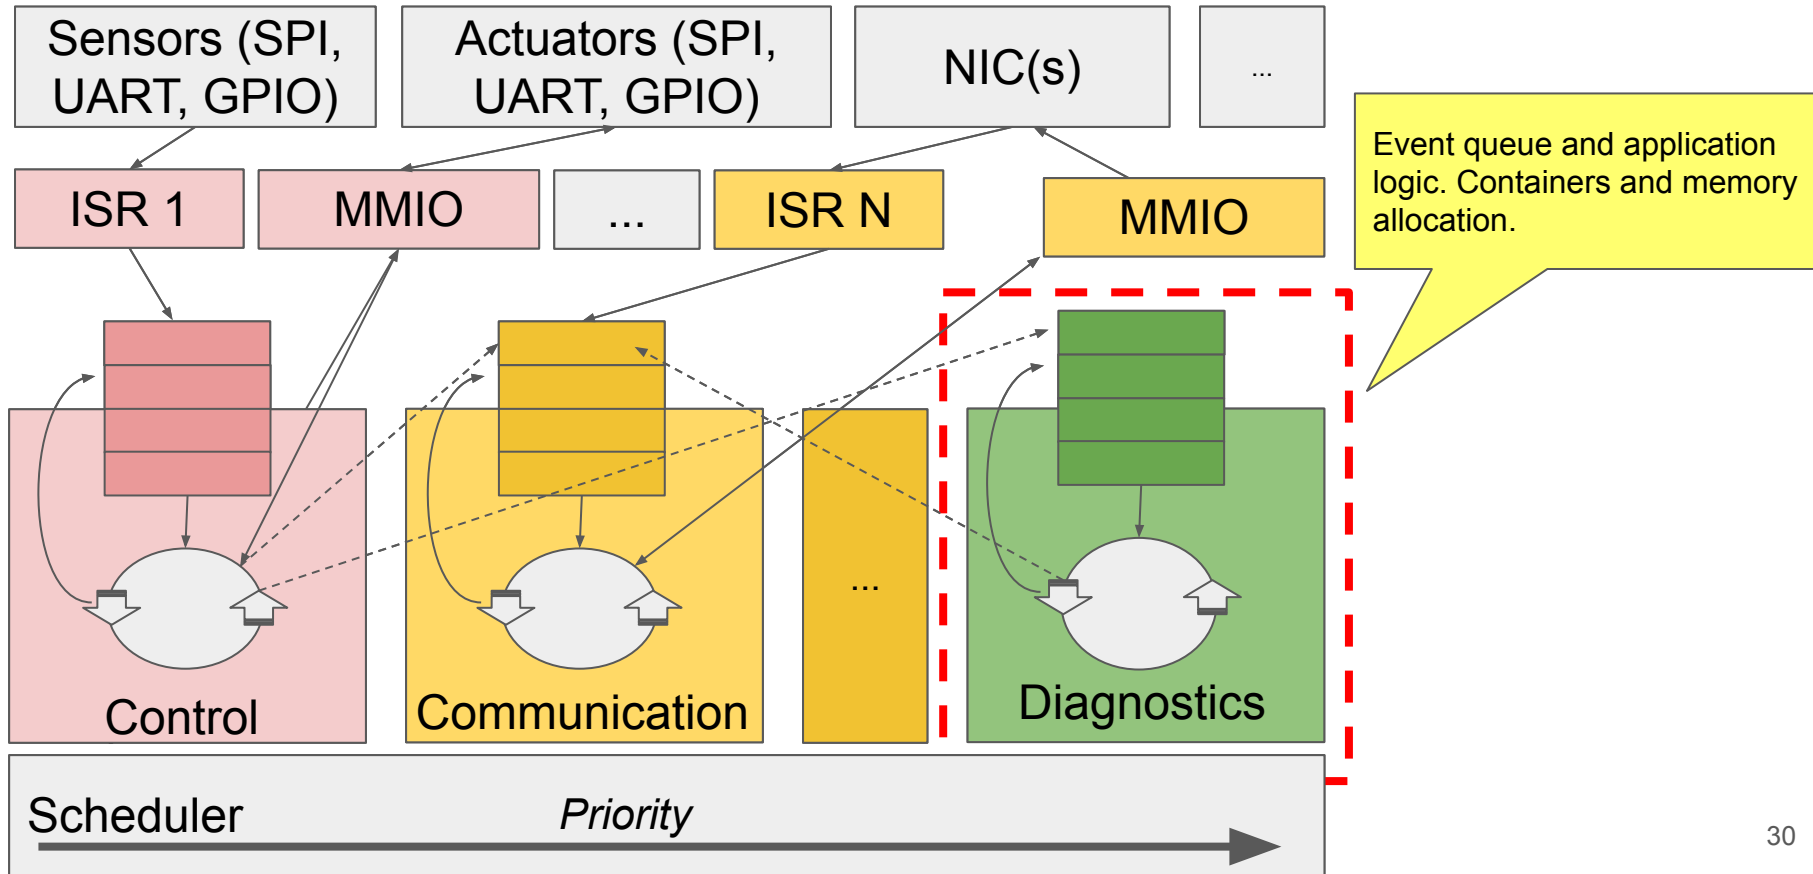 Sensors (SPI,
UART, GPIO)
Actuators (SPI,
UART, GPIO)
NIC(s)
...
ISR 1
MMIO
...
ISR N
MMIO
Event queue and application
logic. Containers and memory
allocation.
Control
Communication
...
Diagnostics
Scheduler
Priority
30